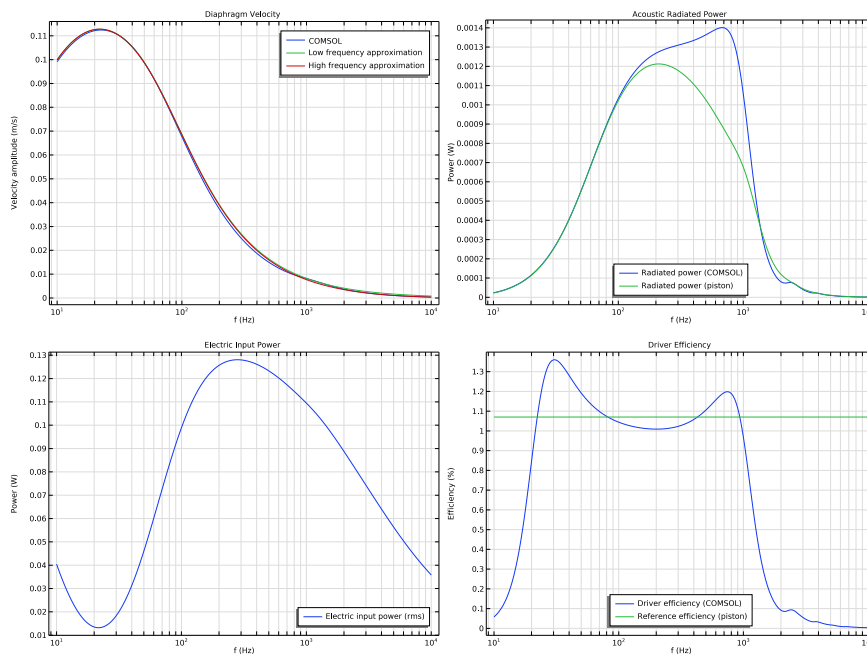 Diaphragm Velocity
0.11
0.1
0.09
0.08
0.07
0.06
0.05
0.04
0.03
0.02
0.01
0
Velocity amplitude (m/s)
COMSOL
Low frequency approximation
High frequency approximation
10¹ 10² 10³ 10⁴
f (Hz)
Acoustic Radiated Power
0.0014
0.0013
0.0012
0.0011
0.001
0.0009
0.0008
0.0007
0.0006
0.0005
0.0004
0.0003
0.0002
0.0001
0
Power (W)
Radiated power (COMSOL)
Radiated power (piston)
10¹ 10² 10³
f (Hz)
Electric Input Power
0.13
0.12
0.11
0.1
0.09
0.08
0.07
0.06
0.05
0.04
0.03
0.02
0.01
Power (W)
Electric input power (rms)
10¹ 10² 10³ 10⁴
f (Hz)
Driver Efficiency
1.3
1.2
1.1
1
0.9
0.8
0.7
0.6
0.5
0.4
0.3
0.2
0.1
0
Efficiency (%)
Driver efficiency (COMSOL)
Reference efficiency (piston)
10¹ 10² 10³
f (Hz)